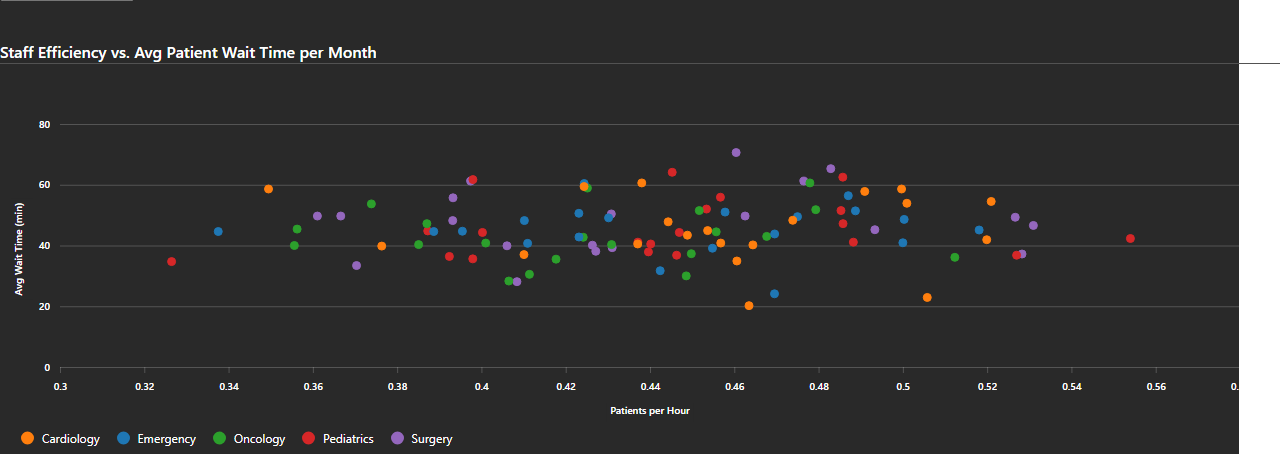 Staff Efficiency vs. Avg Patient Wait Time per Month
80
60
40
20
0
Avg Wait Time (min)
0.3 0.32 0.34 0.36 0.38 0.4 0.42 0.44 0.46 0.48 0.5 0.52 0.54 0.56
Patients per Hour
Cardiology Emergency Oncology Pediatrics Surgery